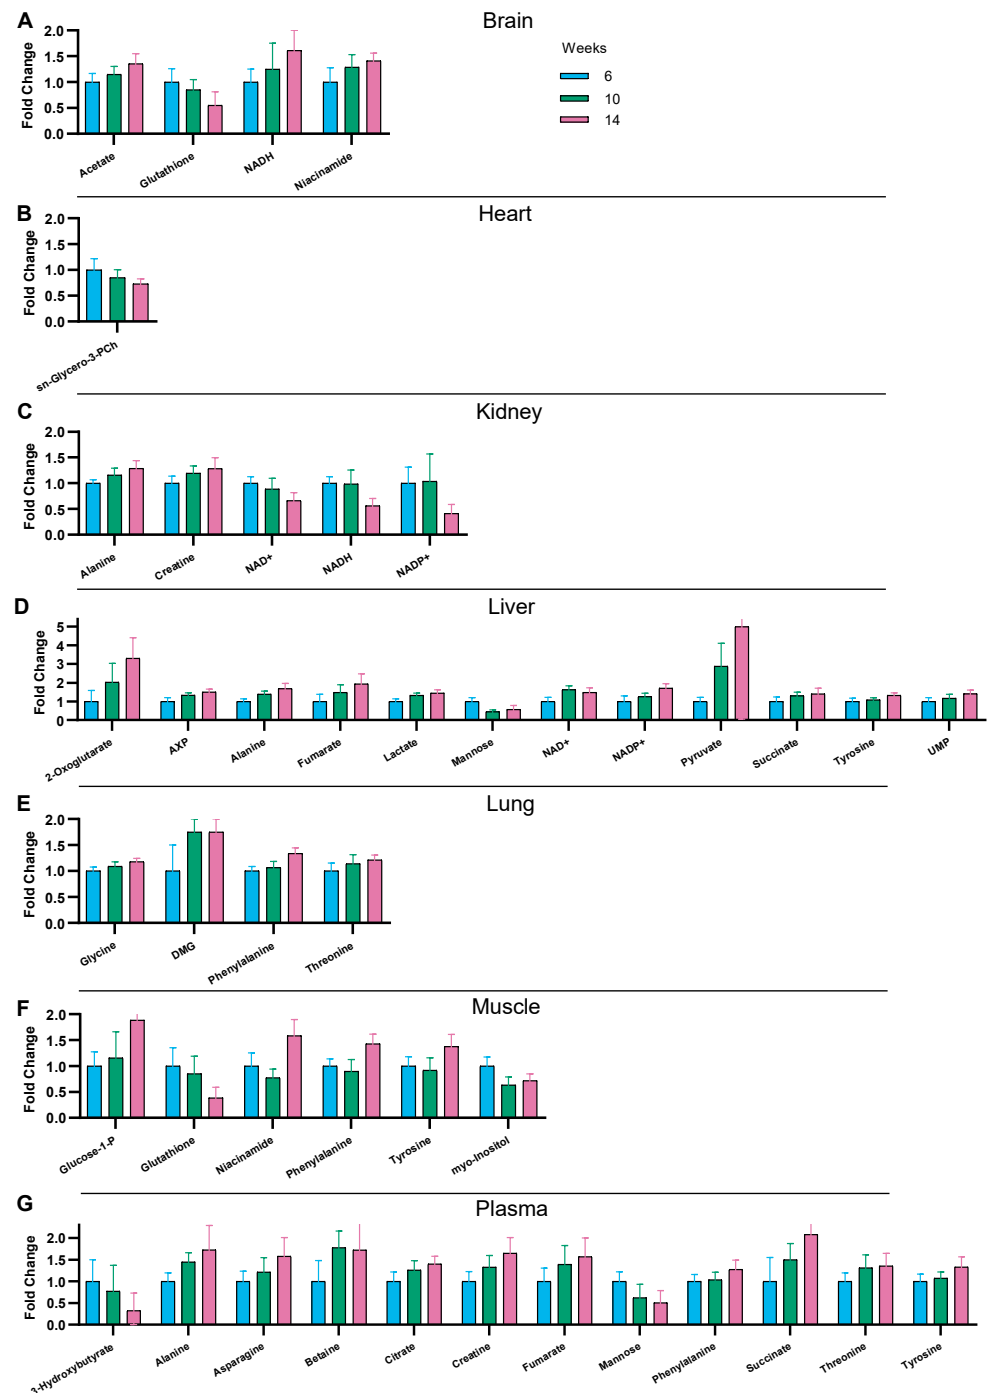 A
Brain
Fold Change
2.0
1.5
1.0
0.5
0.0
Acetate
Glutathione
NADH
Niacinamide
Weeks
6
10
14
B
Heart
Fold Change
2.0
1.5
1.0
0.5
0.0
sn-Glycero-3-PCh
C
Kidney
Fold Change
2.0
1.5
1.0
0.5
0.0
Alanine
Creatine
NAD+
NADH
NADP+
D
Liver
Fold Change
5
4
3
2
1
0
2-Oxoglutarate
AXP
Alanine
Fumarate
Lactate
Mannose
NAD+
NADP+
Pyruvate
Succinate
Tyrosine
UMP
E
Lung
Fold Change
2.0
1.5
1.0
0.5
0.0
Glycine
DMG
Phenylalanine
Threonine
F
Muscle
Fold Change
2.0
1.5
1.0
0.5
0.0
Glucose-1-P
Glutathione
Niacinamide
Phenylalanine
Tyrosine
myo-Inositol
G
Plasma
Fold Change
2.0
1.5
1.0
0.5
0.0
3-Hydroxybutyrate
Alanine
Asparagine
Betaine
Citrate
Creatine
Fumarate
Mannose
Phenylalanine
Succinate
Threonine
Tyrosine